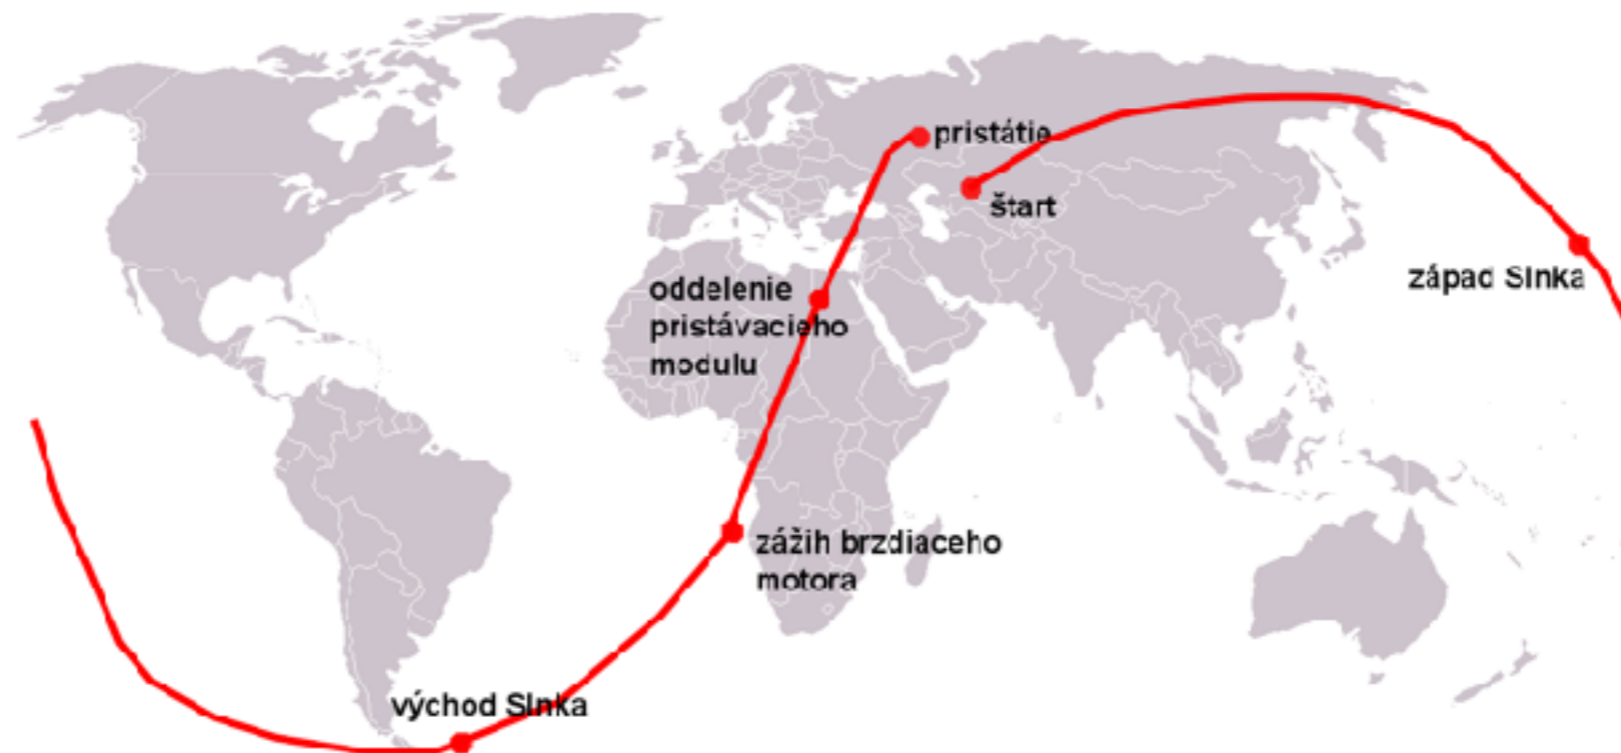 pristátie
štart
západ Slnka
oddelenie
pristávacieho
modulu
zážih brzdiaceho
motora
východ Slnka